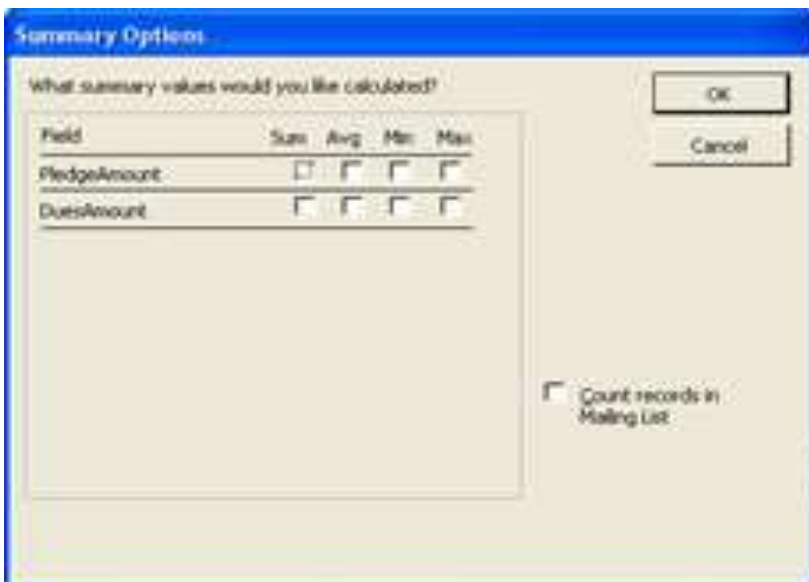 Summary Options
What summary values would you like calculated?
OK
Field Sum Avg Min Max
Cancel
PledgeAmount
DuesAmount
Count records in
Mailing List